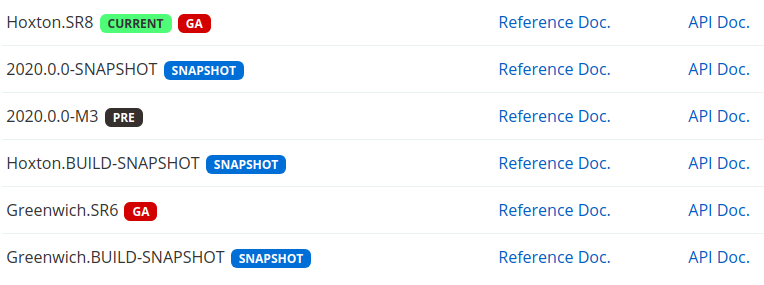 Hoxton.SR8 CURRENT GA Reference Doc. API Doc.
2020.0.0-SNAPSHOT SNAPSHOT Reference Doc. API Doc.
2020.0.0-M3 PRE Reference Doc. API Doc.
Hoxton.BUILD-SNAPSHOT SNAPSHOT Reference Doc. API Doc.
Greenwich.SR6 GA Reference Doc. API Doc.
Greenwich.BUILD-SNAPSHOT SNAPSHOT Reference Doc. API Doc.